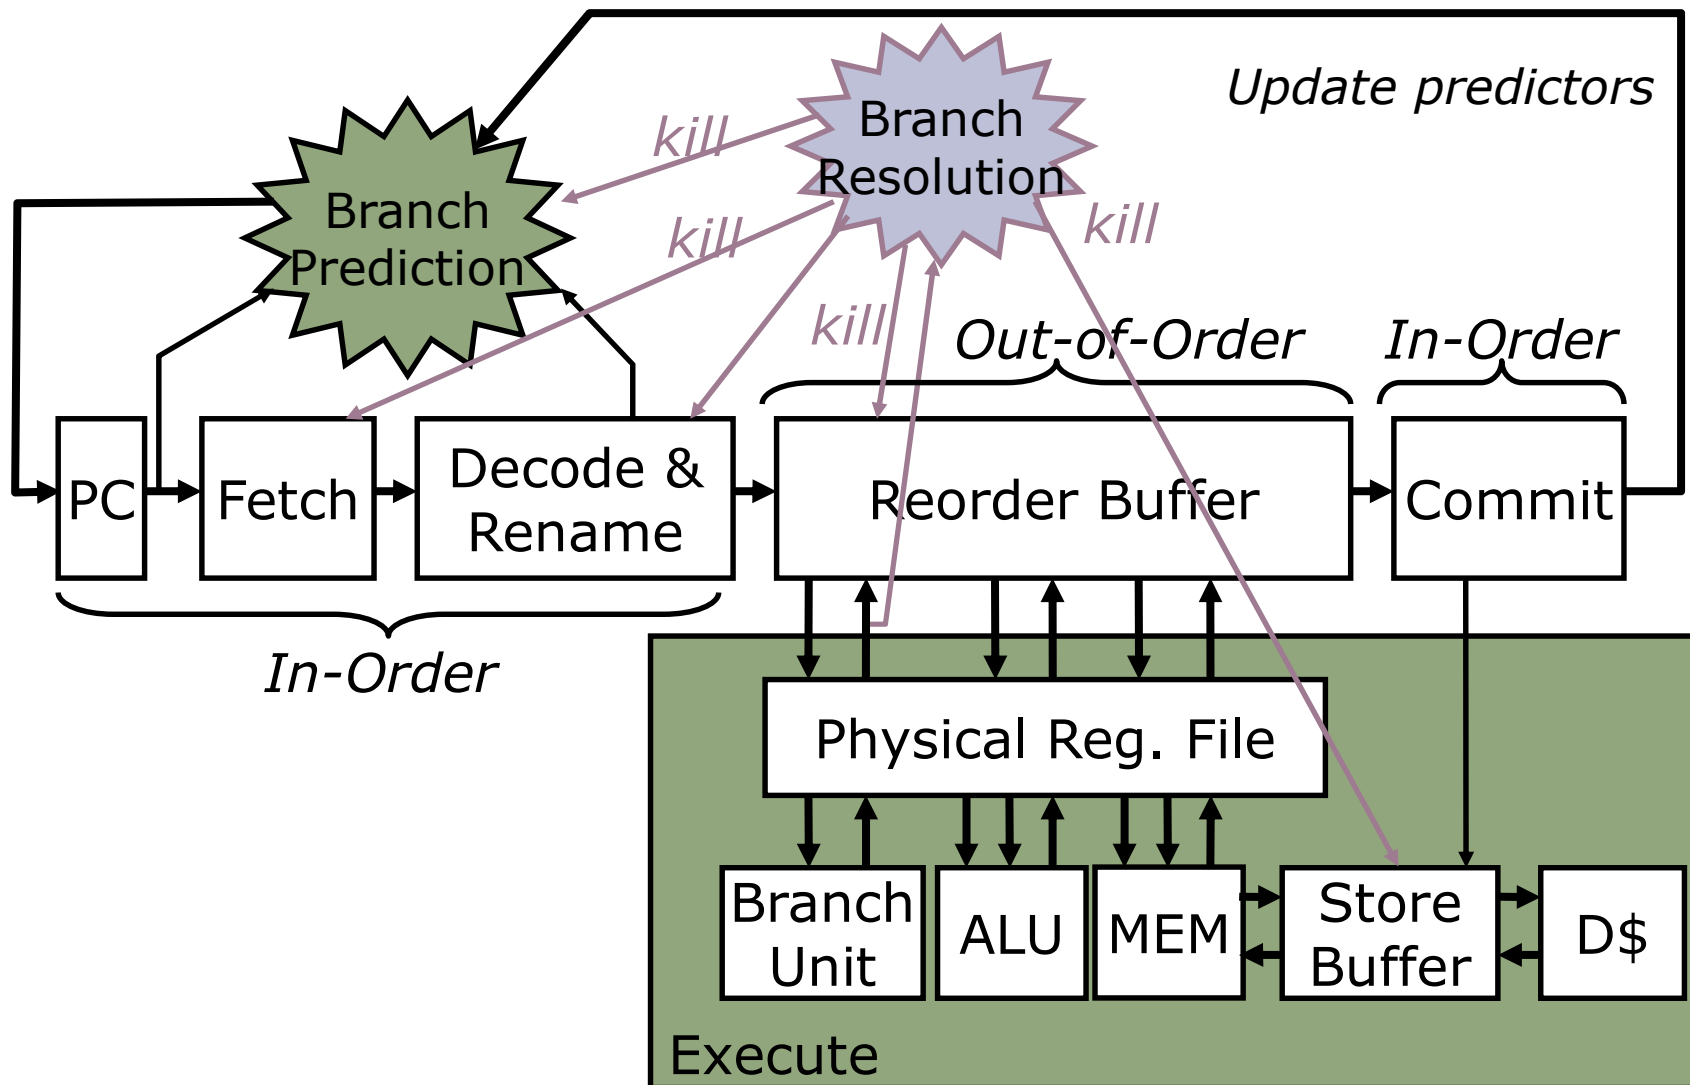 Update predictors
Branch
Resolution
kill
Branch
Prediction
kill
kill
kill
Out-of-Order
In-Order
PC
Fetch
Decode &
Rename
Reorder Buffer
Commit
In-Order
Physical Reg. File
Branch
Unit
ALU
MEM
Store
Buffer
D$
Execute